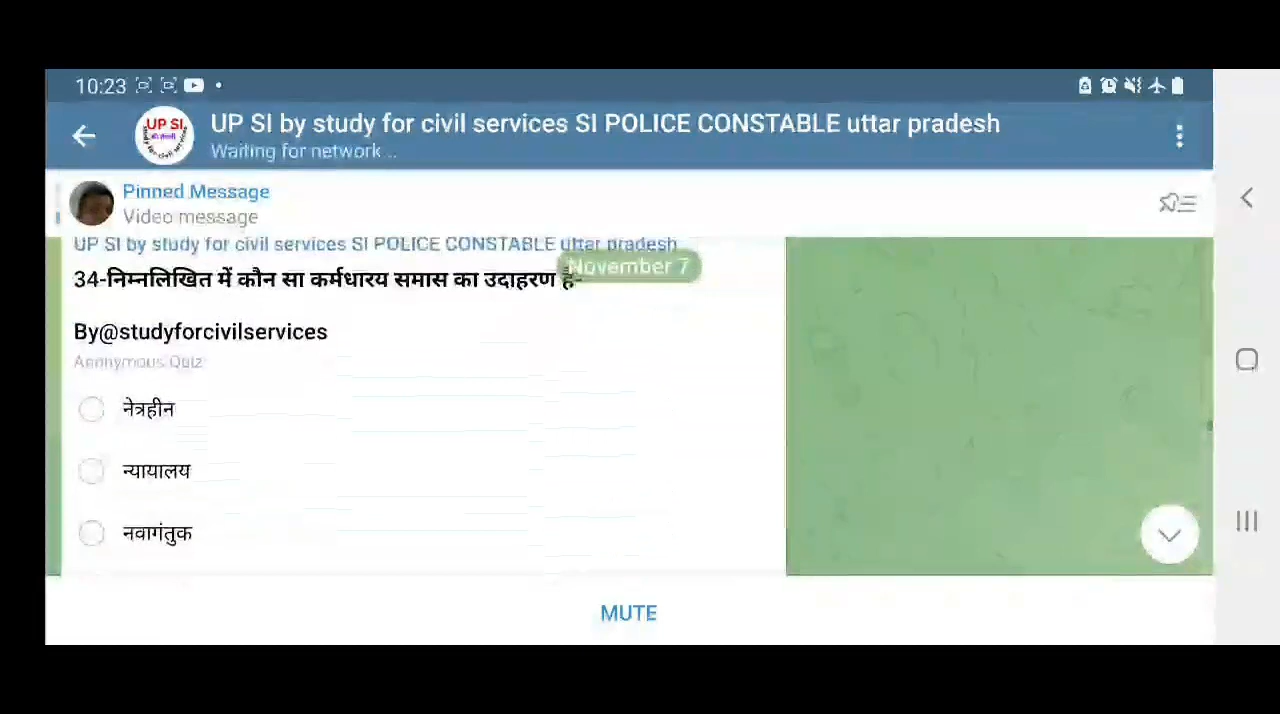 10:23
UP SI by study for civil services SI POLICE CONSTABLE uttar pradesh
Waiting for network ..
UP SI
Pinned Message
Video message
UP SI by study for civil services SI POLICE CONSTABLE uttar pradesh
November 7
34-निम्नलिखित में कौन सा कर्मधारय समास का उदाहरण है-
By@studyforcivilservices
Anonymous Quiz
नेत्रहीन
न्यायालय
नवागंतुक
MUTE